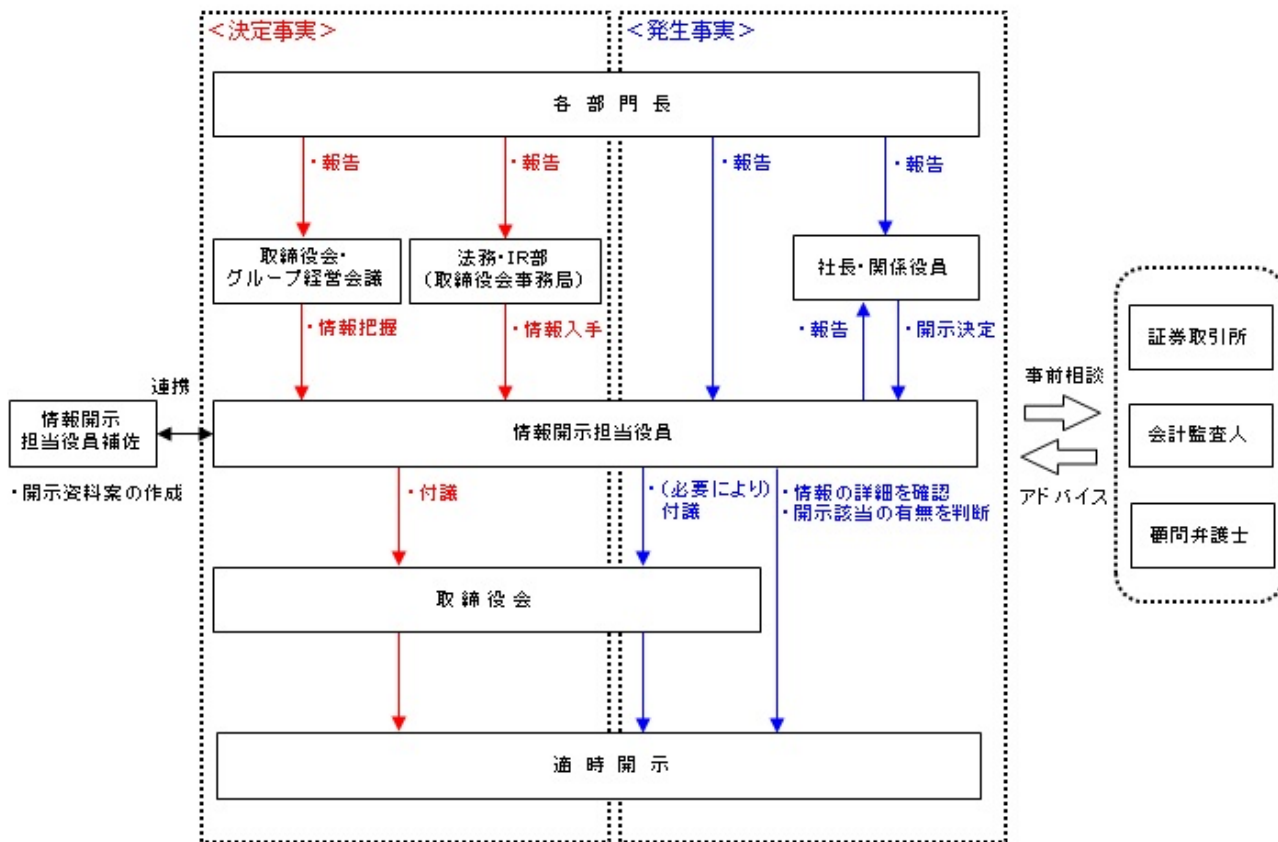 ＜決定事実＞
＜発生事実＞
各部門長
・報告
・報告
・報告
・報告
取締役会・
グループ経営会議
法務・IR部
（取締役会事務局）
社長・関係役員
・情報把握
・情報入手
・報告
・開示決定
連携
情報開示
担当役員補佐
・開示資料案の作成
情報開示担当役員
事前相談
アドバイス
証券取引所
会計監査人
顧問弁護士
・付議
・（必要により）
付議
・情報の詳細を確認
・開示該当の有無を判断
取締役会
適時開示